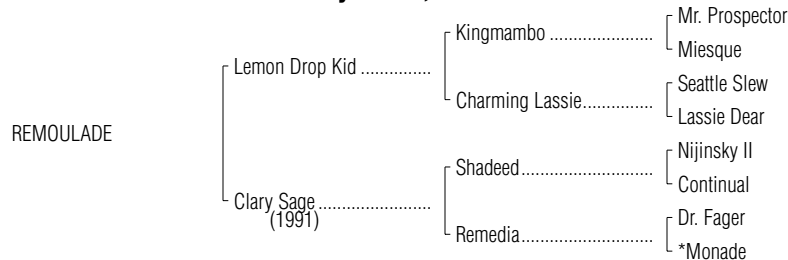 Mr. Prospector
Kingmambo ....................
Miesque
Lemon Drop Kid ...............
Seattle Slew
Charming Lassie..............
Lassie Dear
REMOULADE
Nijinsky II
Shadeed..........................
Continual
Clary Sage .......................
(1991)
Dr. Fager
Remedia..........................
*Monade